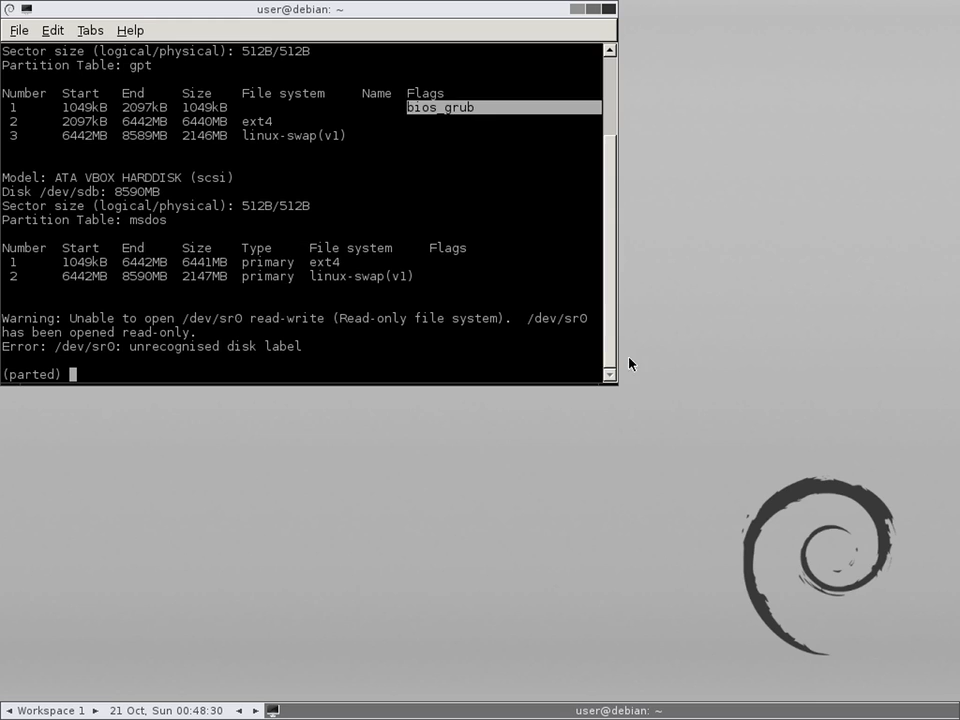 user@debian: ~
File Edit Tabs Help
Sector size (logical/physical): 512B/512B
Partition Table: gpt
Number Start End Size File system Name Flags
1 1049kB 2097kB 1049kB bios_grub
2 2097kB 6442MB 6440MB ext4
3 6442MB 8589MB 2146MB linux-swap(v1)
Model: ATA VBOX HARDDISK (scsi)
Disk /dev/sdb: 8590MB
Sector size (logical/physical): 512B/512B
Partition Table: msdos
Number Start End Size Type File system Flags
1 1049kB 6442MB 6441MB primary ext4
2 6442MB 8590MB 2147MB primary linux-swap(v1)
Warning: Unable to open /dev/sr0 read-write (Read-only file system). /dev/sr0
has been opened read-only.
Error: /dev/sr0: unrecognised disk label
(parted)
Workspace 1 21 Oct, Sun 00:48:30 user@debian: ~